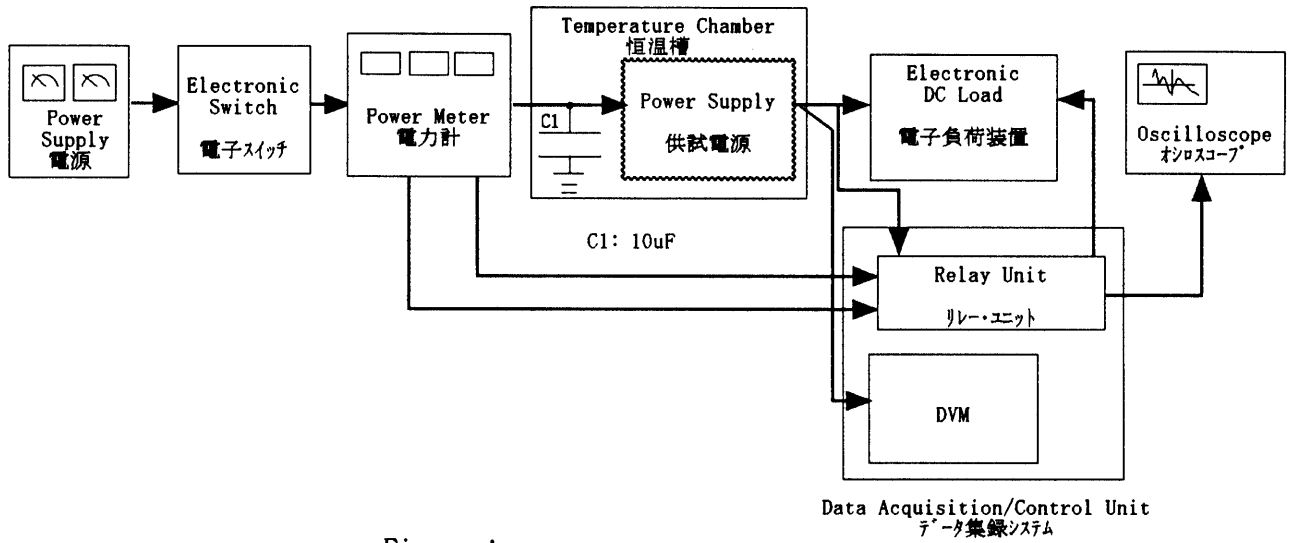 Temperature Chamber
恒温槽
Power
Supply
電源
Electronic
Switch
電子スイッチ
Power Meter
電力計
C1
Power Supply
供試電源
Electronic
DC Load
電子負荷装置
Oscilloscope
オシロスコープ
C1: 10uF
Relay Unit
リレー・ユニット
DVM
Data Acquisition/Control Unit
データ集録システム